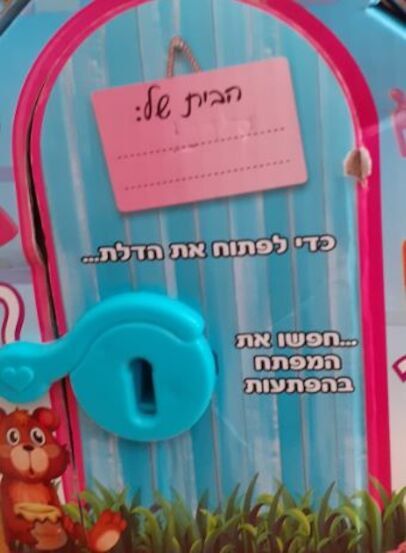 הבית של:
כדי לפתוח את הדלת...
...חפשו את
המפתח
בהפתעות